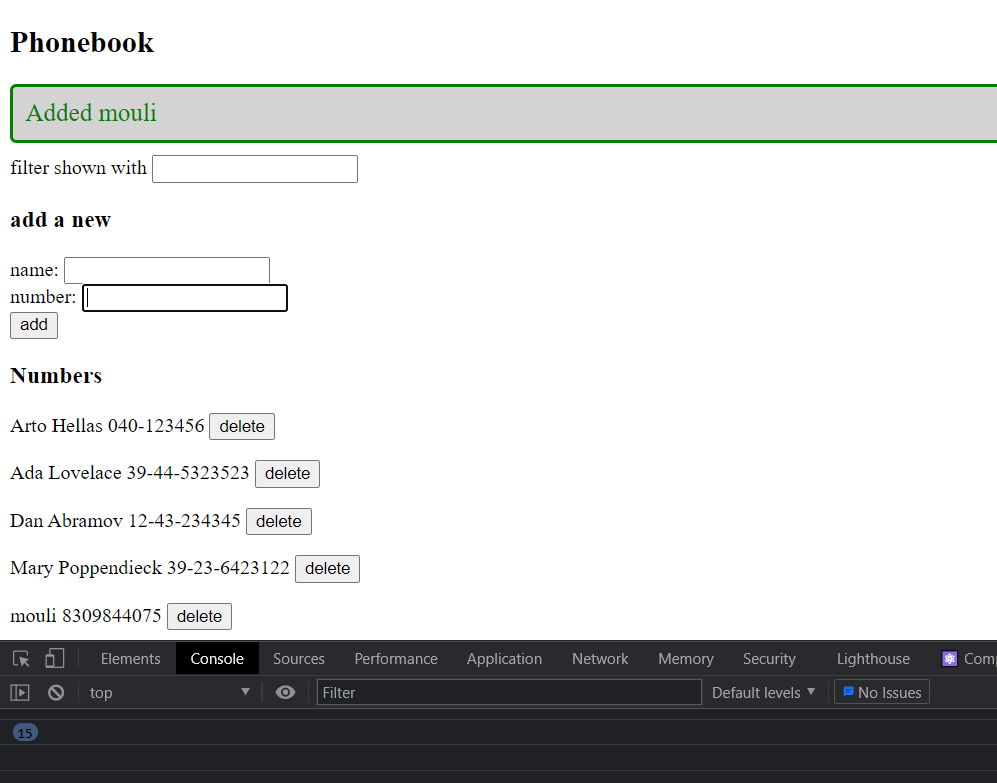 Phonebook
Added mouli
filter shown with
add a new
name:
number:
add
Numbers
Arto Hellas 040-123456 delete
Ada Lovelace 39-44-5323523 delete
Dan Abramov 12-43-234345 delete
Mary Poppendieck 39-23-6423122 delete
mouli 8309844075 delete
Elements Console Sources Performance Application Network Memory Security Lighthouse Comp
top Filter Default levels No Issues
15